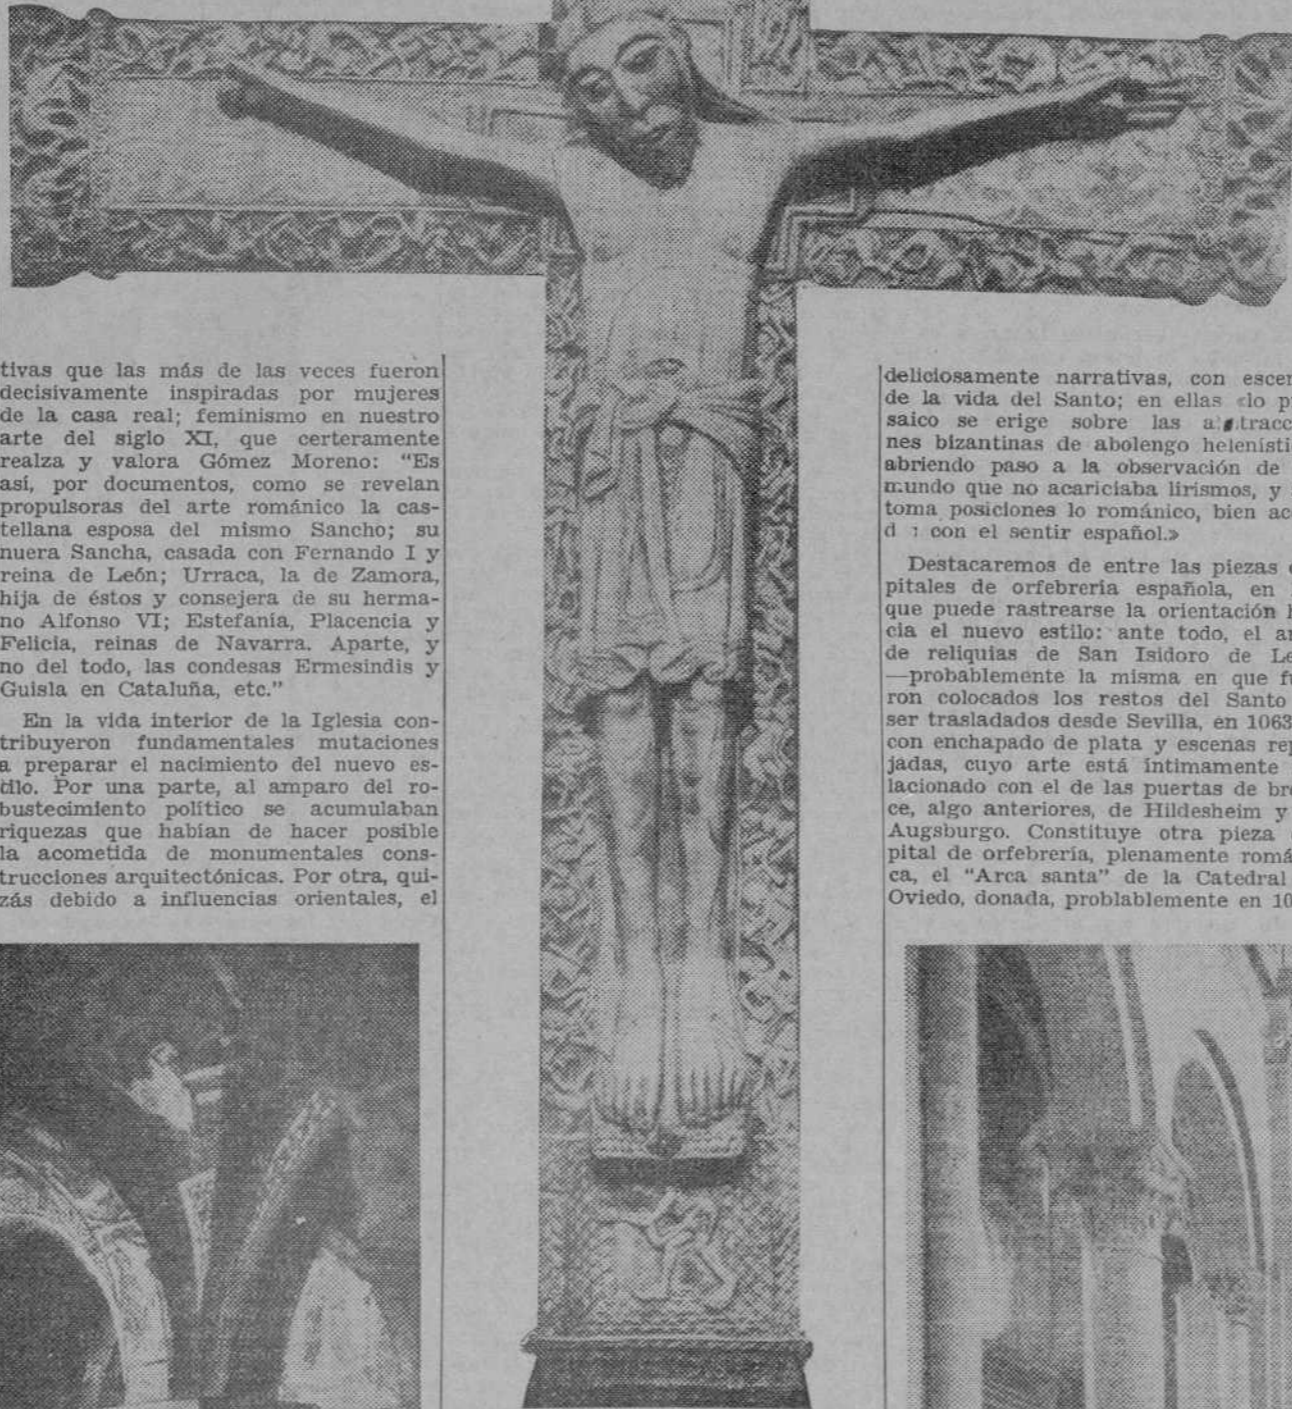 tivas que las más de las veces fueron
decisivamente inspiradas por mujeres
de la casa real; feminismo en nuestro
arte del siglo XI, que certeramente
realza y valora Gómez Moreno: “Es
así, por documentos, como se revelan
propulsoras del arte románico la cas-
tellana esposa del mismo Sancho; su
nuera Sancha, casada con Fernando I y
reina de León; Urraca, la de Zamora,
hija de éstos y consejera de su herma-
no Alfonso VI; Estefanía, Placencia y
Felicia, reinas de Navarra. Aparte, y
no del todo, las condesas Ermesindis y
Guisla en Cataluña, etc.”
En la vida interior de la Iglesia con-
tribuyeron fundamentales mutaciones
a preparar el nacimiento del nuevo es-
tilo. Por una parte, al amparo del ro-
bustecimiento político se acumulaban
riquezas que habían de hacer posible
la acometida de monumentales cons-
trucciones arquitectónicas. Por otra, qui-
zás debido a influencias orientales, el
deliciosamente narrativas, con escen
de la vida del Santo; en ellas «lo p
saico se erige sobre las a tracc
nes bizantinas de abolengo helenísti
abriendo paso a la observación de
mundo que no acariciaba lirismos, y
toma posiciones lo románico, bien ac
d con el sentir español.»
Destacaremos de entre las piezas
pitales de orfebrería española, en
que puede rastrearse la orientación h
cia el nuevo estilo: ante todo, el ar
de reliquias de San Isidoro de Le
—probablemente la misma en que fu
ron colocados los restos del Santo
ser trasladados desde Sevilla, en 1063
con enchapado de plata y escenas rep
jadas, cuyo arte está íntimamente
lacionado con el de las puertas de bro
ce, algo anteriores, de Hildesheim y
Augsburgo. Constituye otra pieza
pital de orfebrería, plenamente romá
ca, el “Arca santa” de la Catedral
Oviedo, donada, problablemente en 10